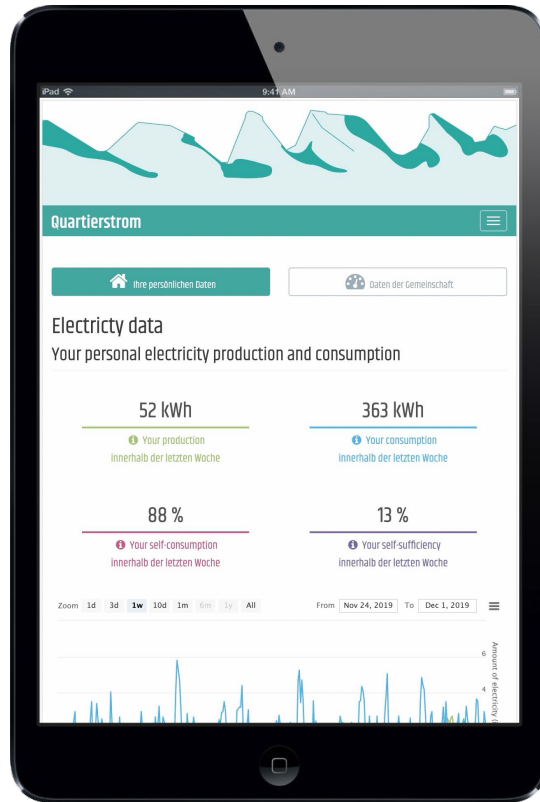 iPad 9:41 AM
Quartierstrom
Ihre persönlichen Daten Daten der Gemeinschaft
Electricty data
Your personal electricity production and consumption
52 kWh 363 kWh
Your production Your consumption
innerhalb der letzten Woche innerhalb der letzten Woche
88 % 13 %
Your self-consumption Your self-sufficiency
innerhalb der letzten Woche innerhalb der letzten Woche
Zoom 1d 3d 1w 10d 1m 6m 1y All From Nov 24, 2019 To Dec 1, 2019
6
4
Amount of electricity